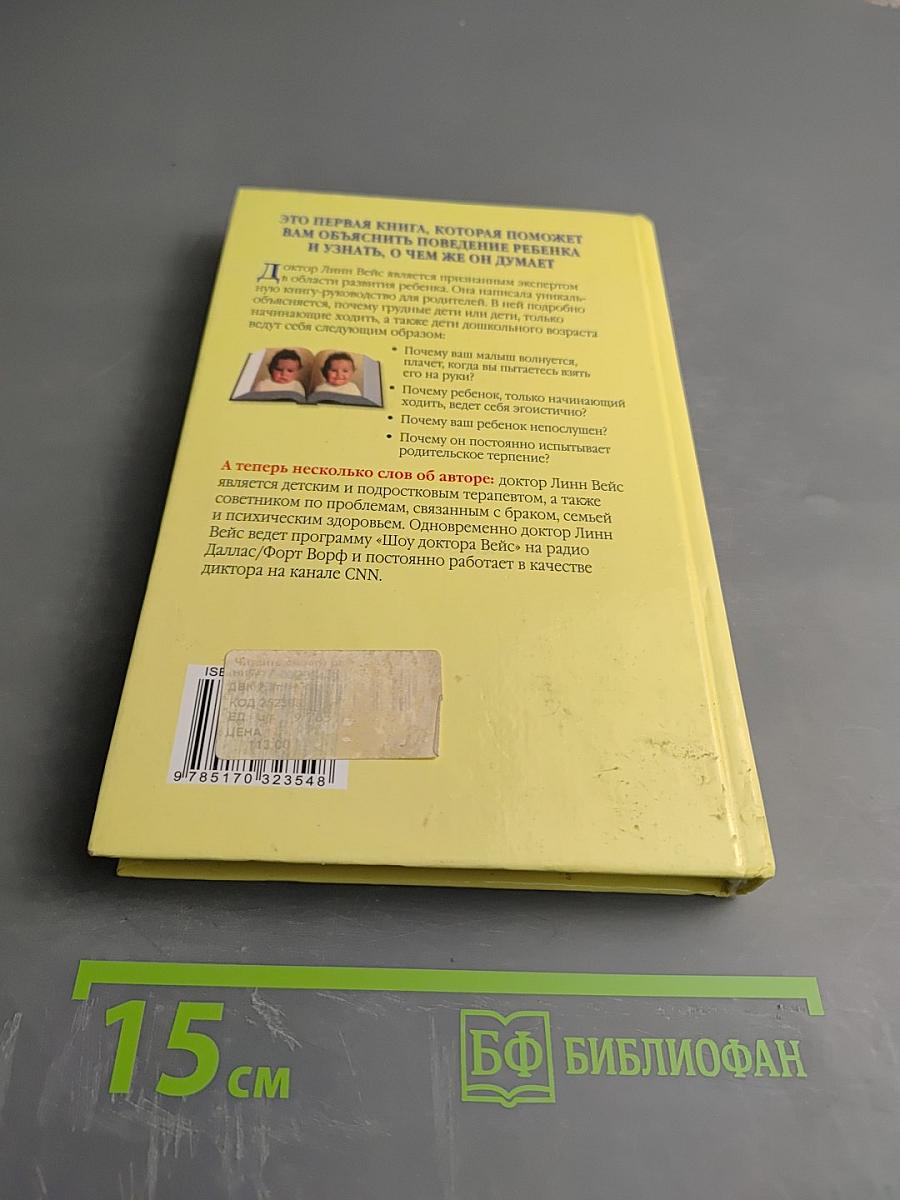 ЭТО ПЕРВАЯ КНИГА, КОТОРАЯ ПОМОЖЕТ
ВАМ ОБЪЯСНИТЬ ПОВЕДЕНИЕ РЕБЕНКА
И УЗНАТЬ, О ЧЕМ ЖЕ ОН ДУМАЕТ
Доктор Линн Вейс является признанным экспертом
в области развития ребенка. Она написала уникаль-
ную книгу-руководство для родителей. В ней подробно
объясняется, почему грудные дети или дети, только
начинающие ходить, а также дети дошкольного возраста
ведут себя следующим образом:
• Почему ваш малыш волнуется,
плачет, когда вы пытаетесь взять
его на руки?
• Почему ребенок, только начинающий
ходить, ведет себя эгоистично?
• Почему ваш ребенок непослушен?
• Почему он постоянно испытывает
родительское терпение?
А теперь несколько слов об авторе: доктор Линн Вейс
является детским и подростковым терапевтом, а также
советником по проблемам, связанным с браком, семьей
и психическим здоровьем. Одновременно доктор Линн
Вейс ведет программу «Шоу доктора Вейс» на радио
Даллас/Форт Ворф и постоянно работает в качестве
диктора на канале CNN.
КОД
ЦЕНА
113.00
9 785170 323548
15 см
БФ БИБЛИОФАН